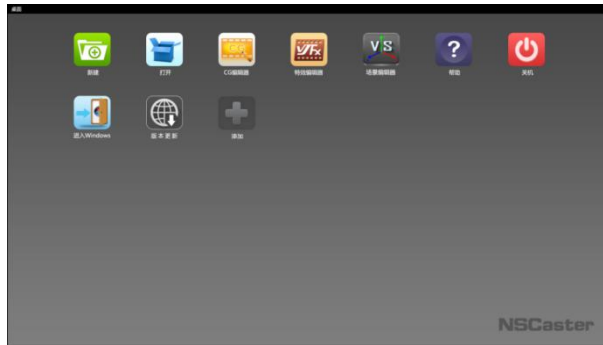 桌面
新建
打开
CG编辑器
特技编辑器
场景编辑器
帮助
关机
进入Windows
版本更新
添加
NSCaster